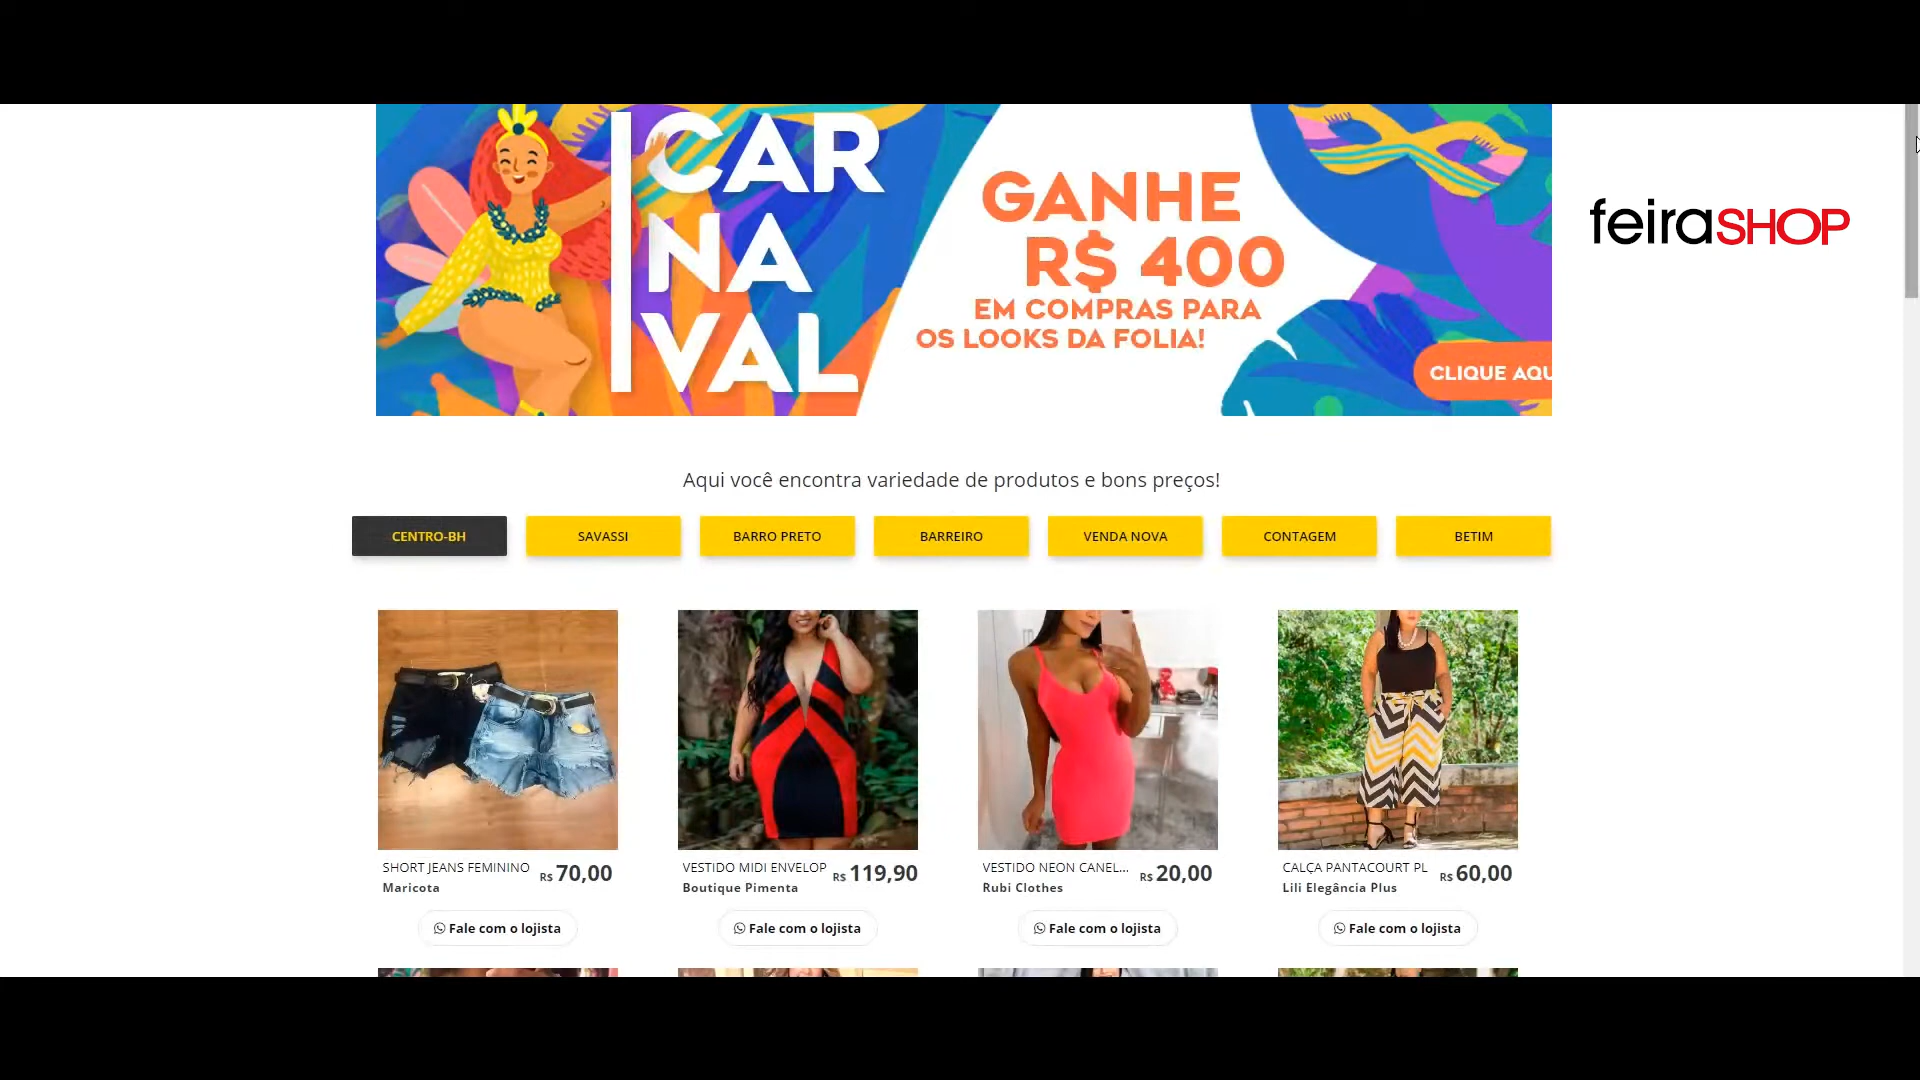 CAR
NA
VAL
GANHE
R$ 400
EM COMPRAS PARA
OS LOOKS DA FOLIA!
CLIQUE AQU
feiraSHOP
Aqui você encontra variedade de produtos e bons preços!
CENTRO-BH SAVASSI BARRO PRETO BARREIRO VENDA NOVA CONTAGEM BETIM
SHORT JEANS FEMININO R$ 70,00
Maricota
Fale com o lojista
VESTIDO MIDI ENVELOP R$ 119,90
Boutique Pimenta
Fale com o lojista
VESTIDO NEON CANEL... R$ 20,00
Rubi Clothes
Fale com o lojista
CALÇA PANTACOURT PL R$ 60,00
Lili Elegância Plus
Fale com o lojista